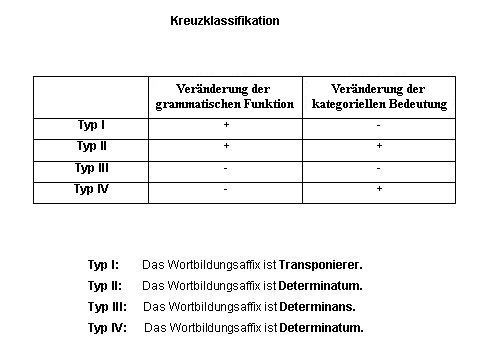 Kreuzklassifikation
Veränderung der grammatischen Funktion
Veränderung der kategoriellen Bedeutung
Typ I + -
Typ II + +
Typ III - -
Typ IV - +
Typ I: Das Wortbildungsaffix ist Transponierer.
Typ II: Das Wortbildungsaffix ist Determinatum.
Typ III: Das Wortbildungsaffix ist Determinans.
Typ IV: Das Wortbildungsaffix ist Determinatum.